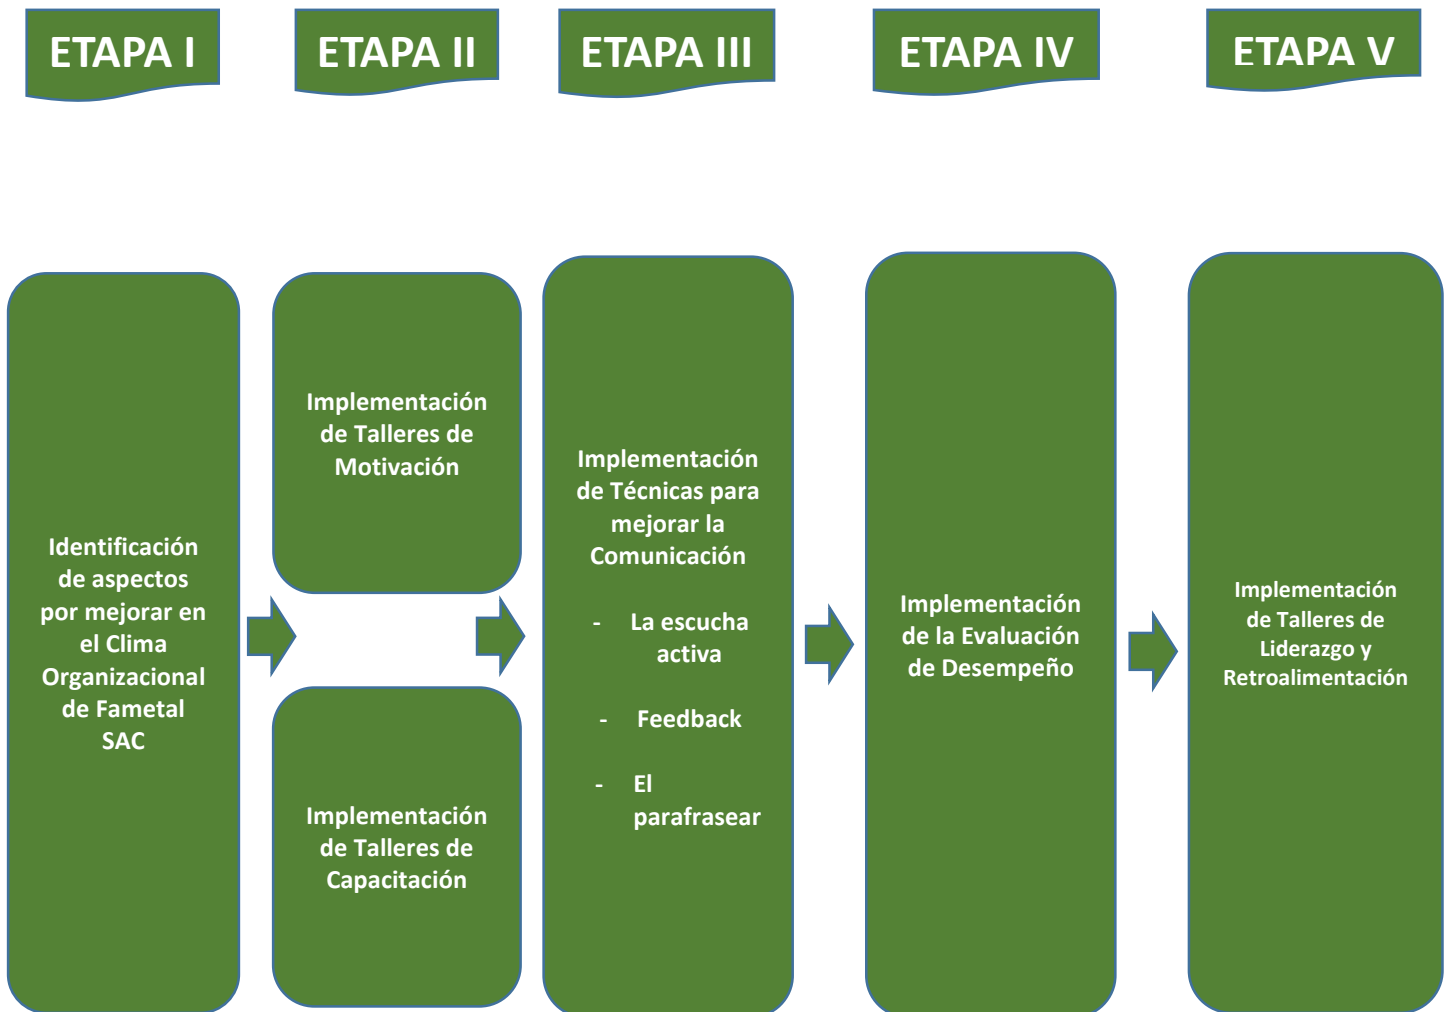 ETAPA I
ETAPA II
ETAPA III
ETAPA IV
ETAPA V
Identificación
de aspectos
por mejorar en
el Clima
Organizacional
de Fametal
SAC
Implementación
de Talleres de
Motivación
Implementación
de Talleres de
Capacitación
Implementación
de Técnicas para
mejorar la
Comunicación
- La escucha
activa
- Feedback
- El
parafrasear
Implementación
de la Evaluación
de Desempeño
Implementación
de Talleres de
Liderazgo y
Retroalimentación